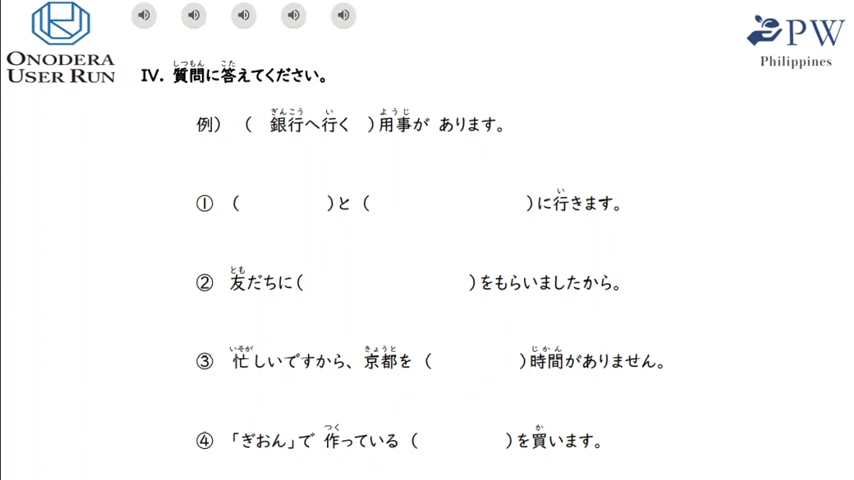 ONODERA
USER RUN
PW
Philippines
IV. 質問に答えてください。
例) ( 銀行へ行く )用事が あります。
① ( )と ( )に行きます。
② 友だちに( )をもらいましたから。
③ 忙しいですから、京都を ( )時間がありません。
④ 「ぎおん」で 作っている ( )を買います。